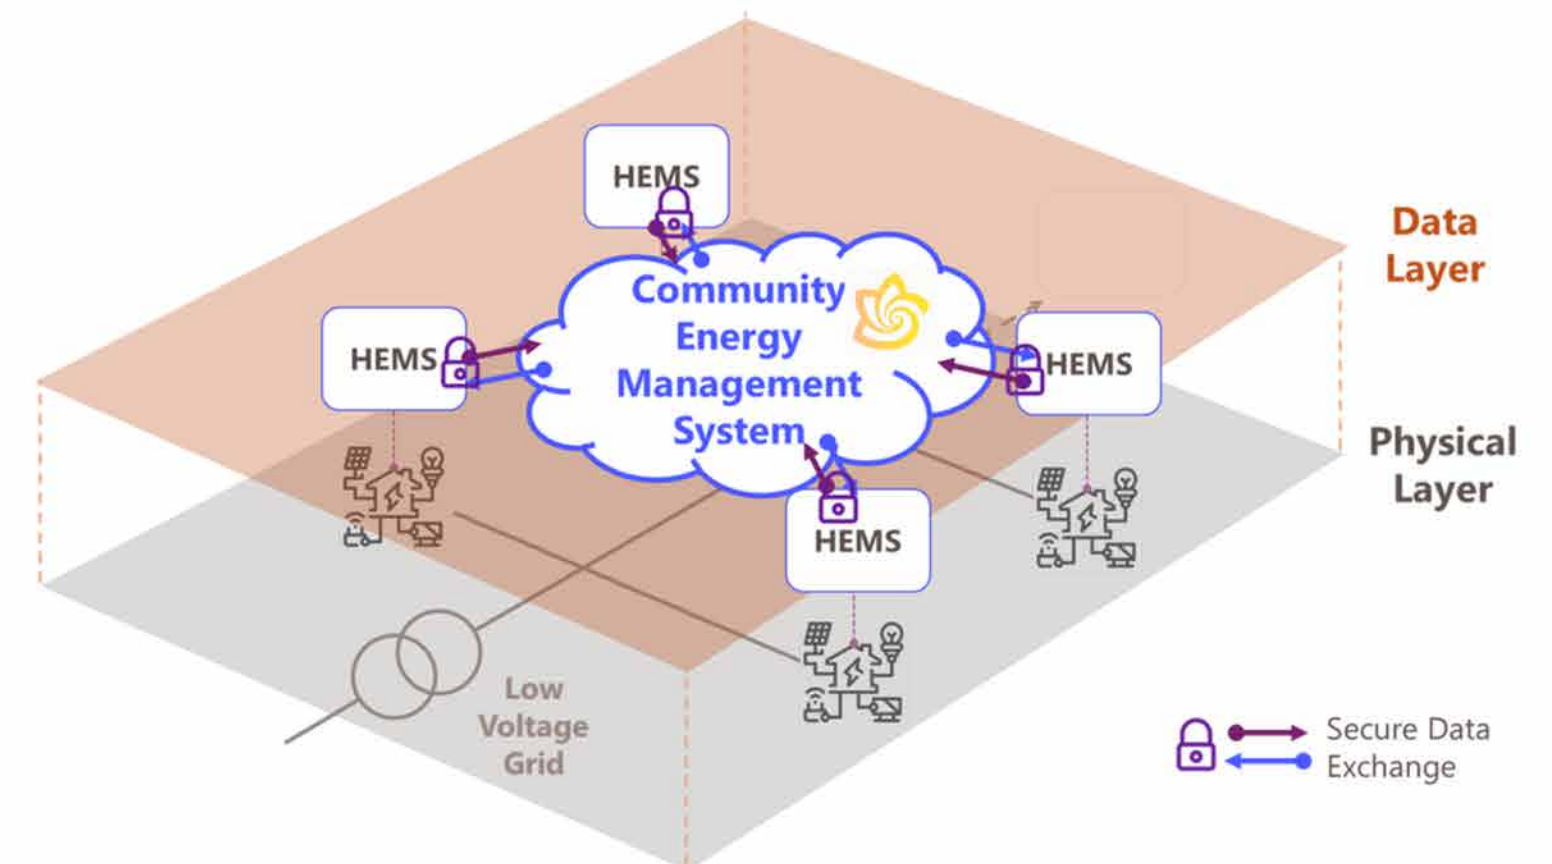 HEMS
Data
Layer
Community
Energy
Management
System
HEMS
HEMS
Physical
Layer
HEMS
Low
Voltage
Grid
Secure Data
Exchange